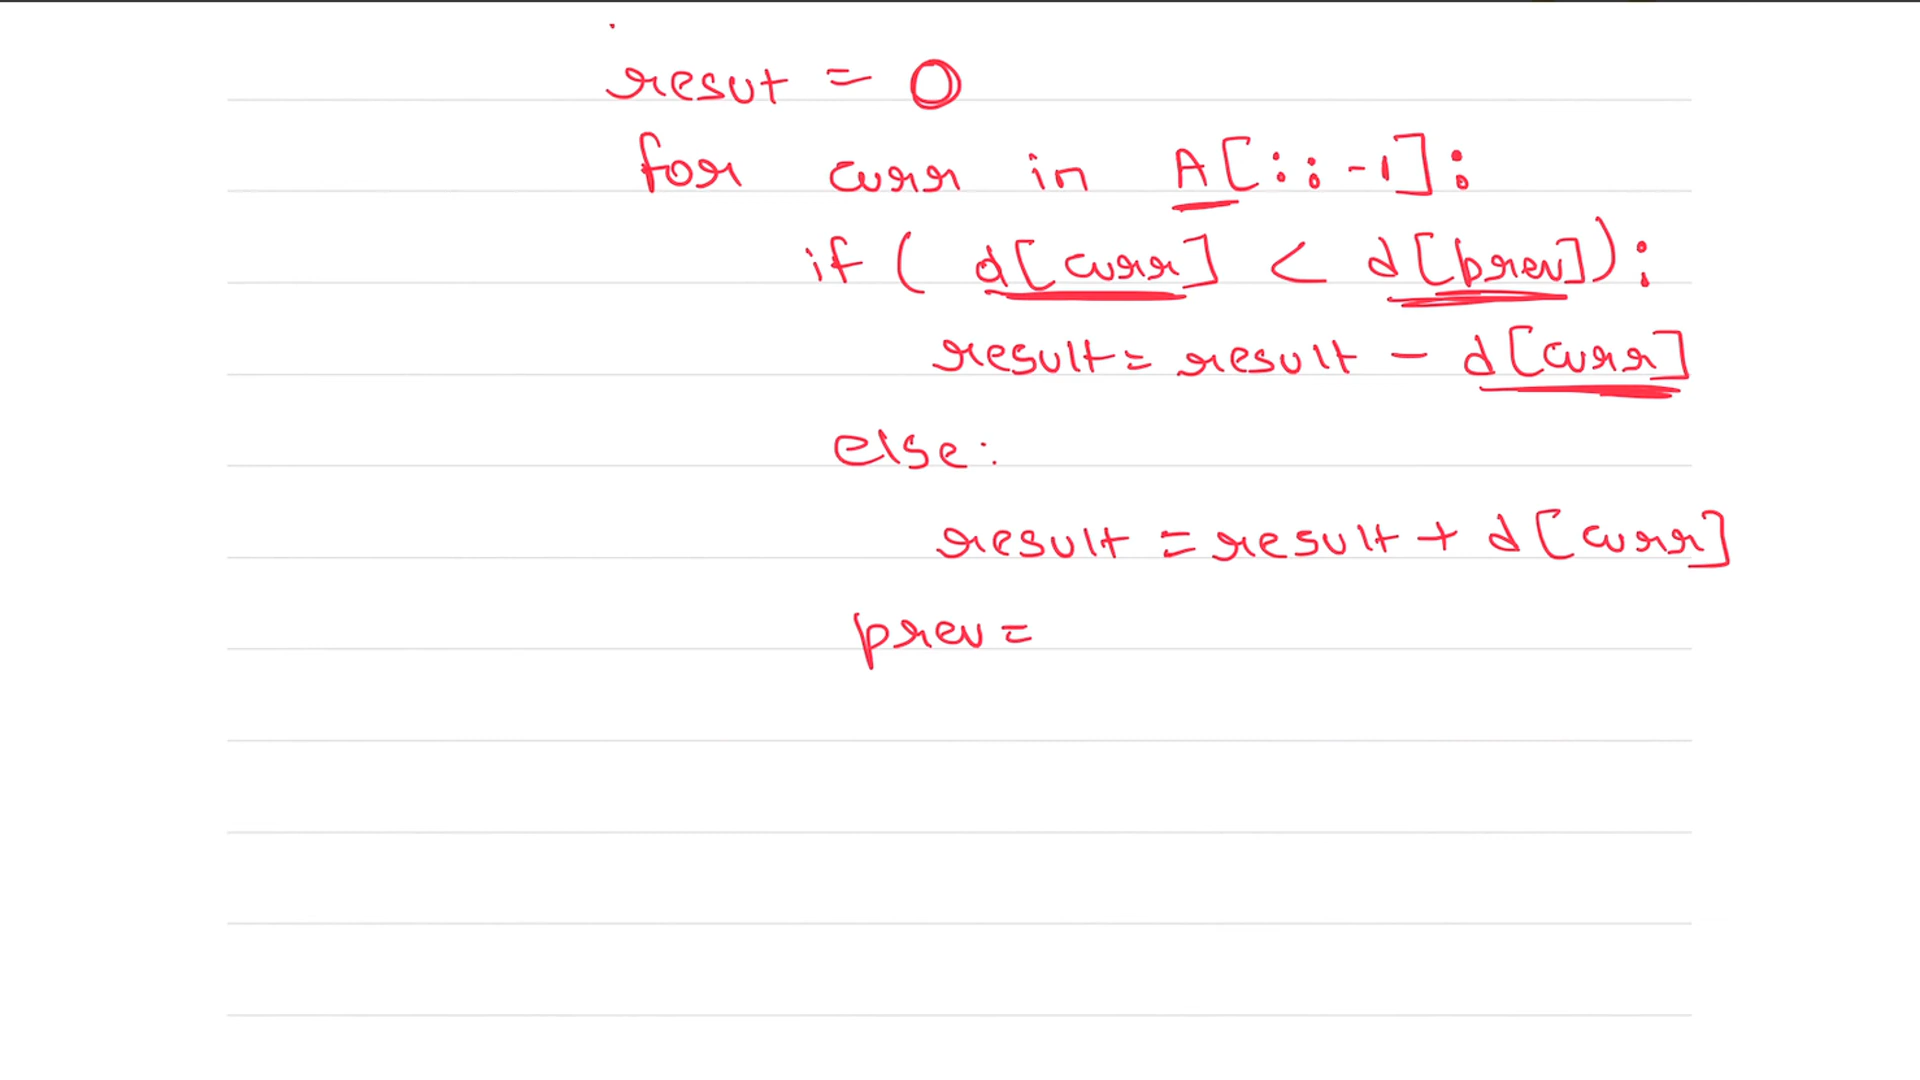 resut = 0
for curr in A[::-1]:
if ( d[curr] < d[prev]):
result= result - d[curr]
else:
result = result + d[curr]
prev =